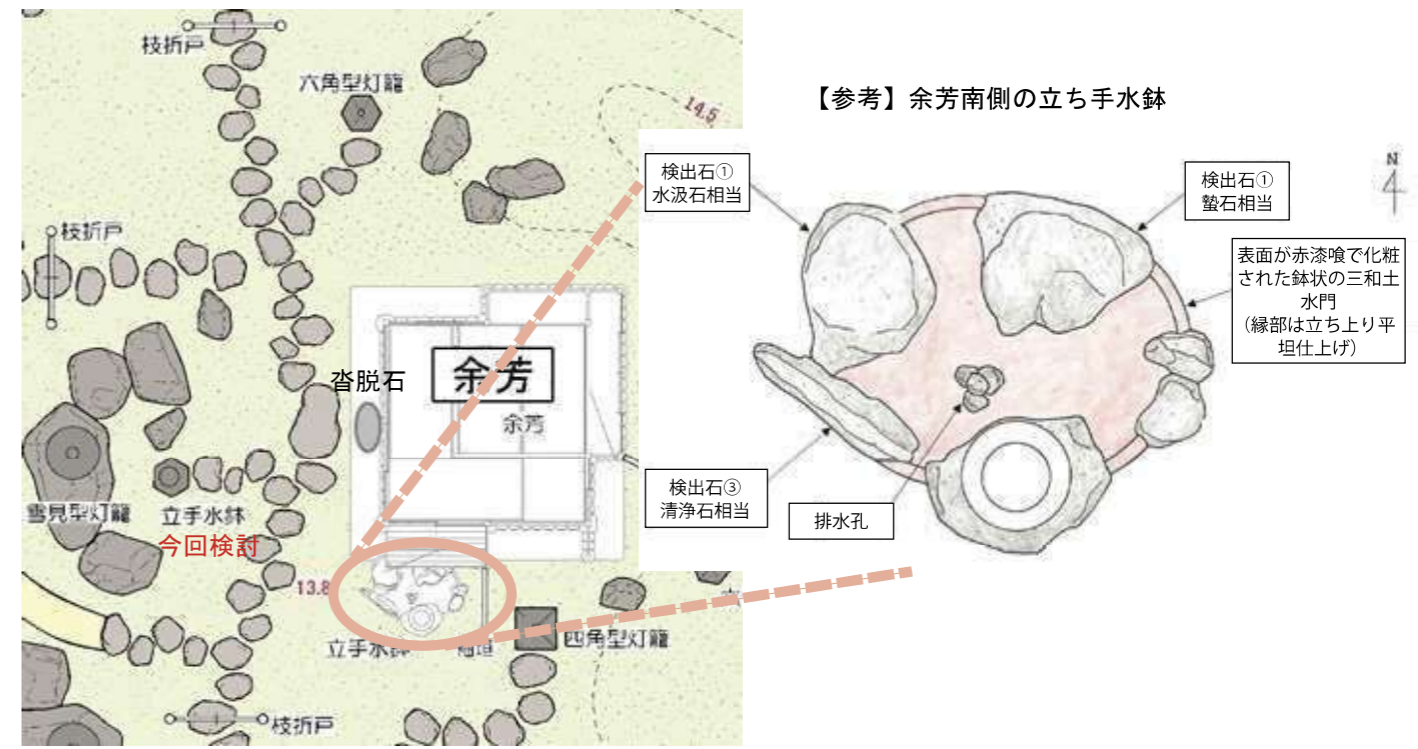 枝折戸
六角型灯籠
14.5
枝折戸
沓脱石
余芳
余芳
雪見型灯籠
立手水鉢
今回検討
13.8
立手水鉢
四角型灯籠
枝折戸
【参考】余芳南側の立ち手水鉢
検出石①
水汲石相当
検出石①
蟄石相当
N
表面が赤漆喰で化粧
された鉢状の三和土
水門
（縁部は立ち上り平
坦仕上げ）
検出石③
清浄石相当
排水孔